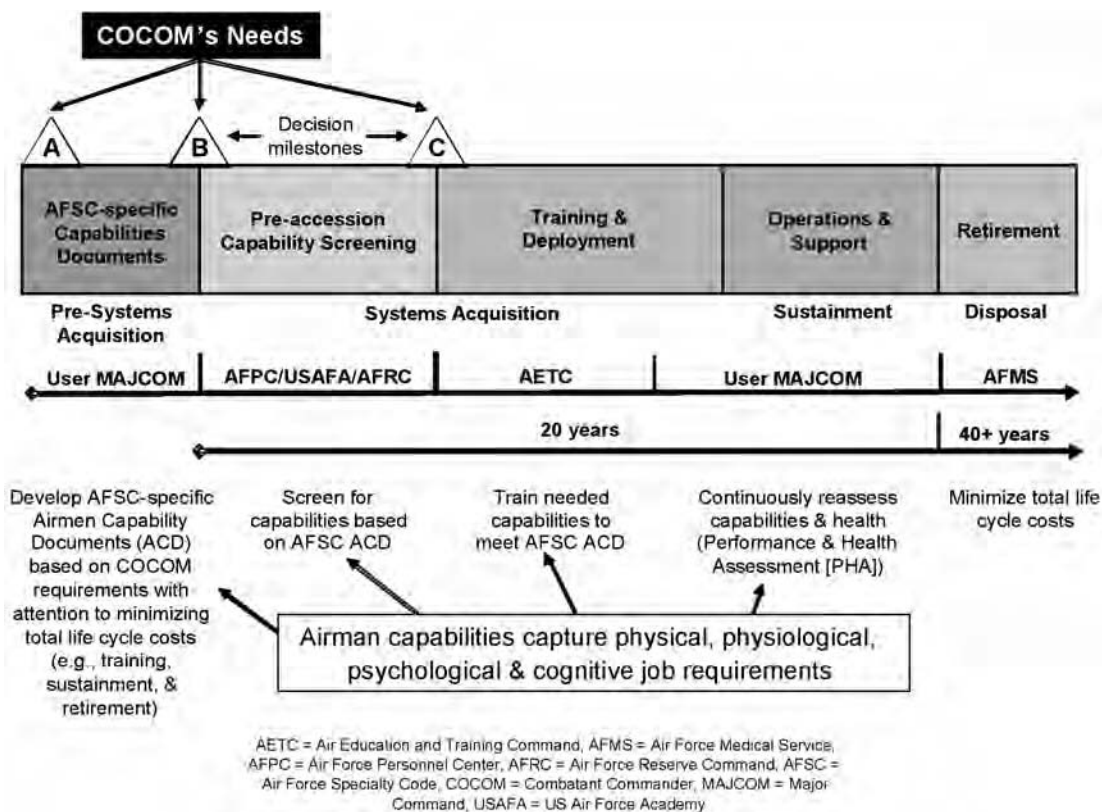 COCOM's Needs
A
B
Decision
milestones
C
AFSC-specific
Capabilities
Documents
Pre-accession
Capability Screening
Training &
Deployment
Operations &
Support
Retirement
Pre-Systems
Acquisition
Systems Acquisition
Sustainment
Disposal
User MAJCOM
AFPC/USAFA/AFRC
AETC
User MAJCOM
AFMS
20 years
40+ years
Develop AFSC-specific
Airmen Capability
Documents (ACD)
based on COCOM
requirements with
attention to minimizing
total life cycle costs
(e.g., training,
sustainment, &
retirement)
Screen for
capabilities based
on AFSC ACD
Train needed
capabilities to
meet AFSC ACD
Continuously reassess
capabilities & health
(Performance & Health
Assessment [PHA])
Minimize total life
cycle costs
Airman capabilities capture physical, physiological,
psychological & cognitive job requirements
AETC = Air Education and Training Command, AFMS = Air Force Medical Service,
AFPC = Air Force Personnel Center, AFRC = Air Force Reserve Command, AFSC =
Air Force Specialty Code, COCOM = Combatant Commander, MAJCOM = Major
Command, USAFA = US Air Force Academy